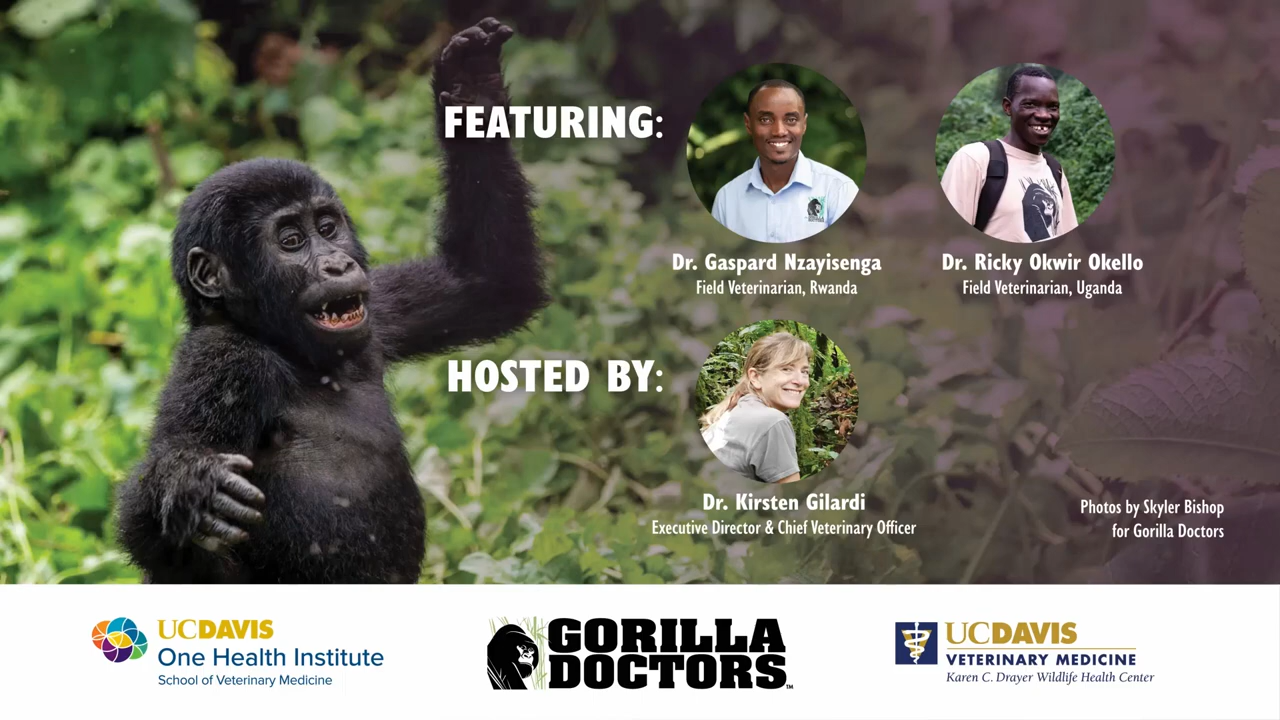 FEATURING:
Dr. Gaspard Nzayisenga
Field Veterinarian, Rwanda
Dr. Ricky Okwir Okello
Field Veterinarian, Uganda
HOSTED BY:
Dr. Kirsten Gilardi
Executive Director & Chief Veterinary Officer
Photos by Skyler Bishop
for Gorilla Doctors
UCDAVIS
One Health Institute
School of Veterinary Medicine
GORILLA
DOCTORS™
UCDAVIS
VETERINARY MEDICINE
Karen C. Drayer Wildlife Health Center